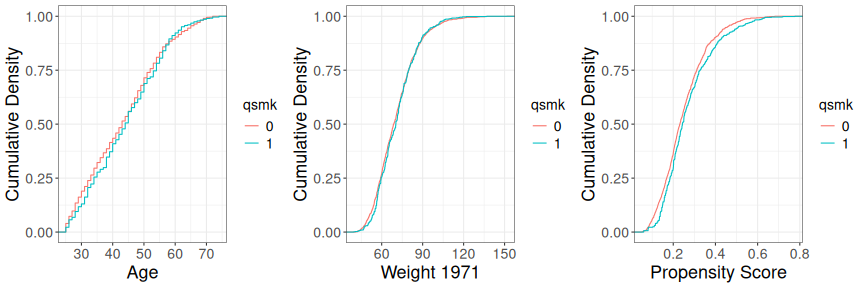 Cumulative Density
1.00
0.75
0.50
0.25
0.00
30 40 50 60 70
Age
qsmk
0
1
Cumulative Density
1.00
0.75
0.50
0.25
0.00
60 90 120 150
Weight 1971
qsmk
0
1
Cumulative Density
1.00
0.75
0.50
0.25
0.00
0.2 0.4 0.6 0.8
Propensity Score
qsmk
0
1